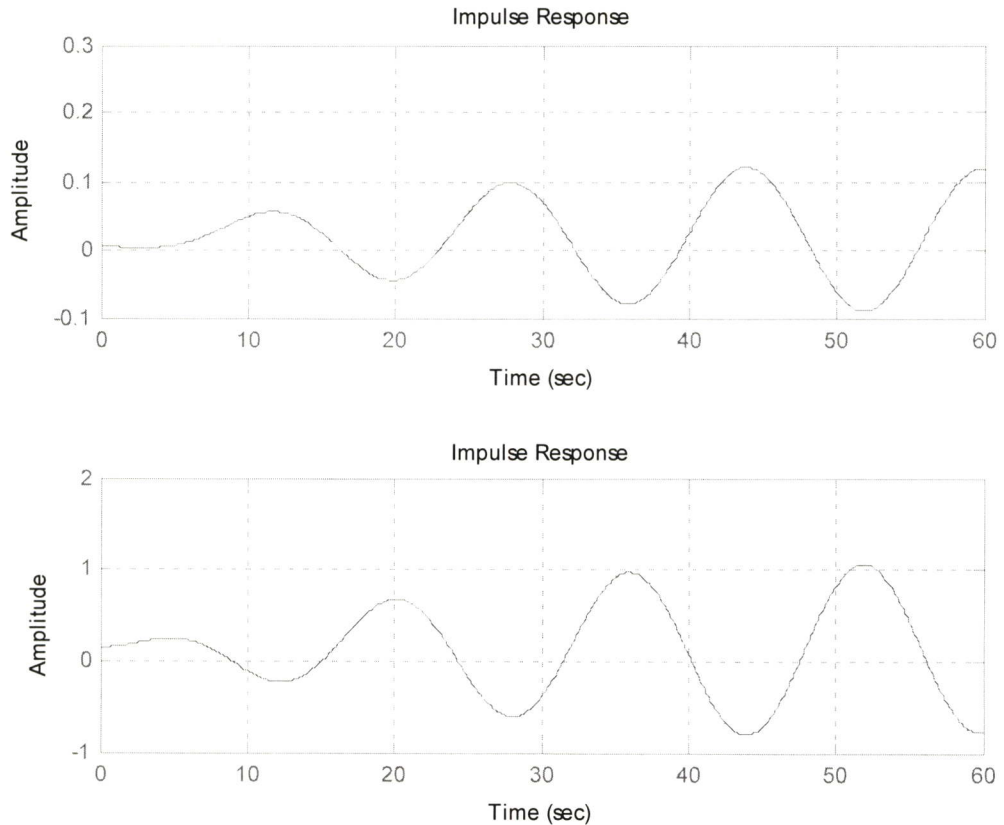 Impulse Response
0.3
0.2
0.1
0
-0.1
Amplitude
0 10 20 30 40 50 60
Time (sec)
Impulse Response
2
1
0
-1
Amplitude
0 10 20 30 40 50 60
Time (sec)